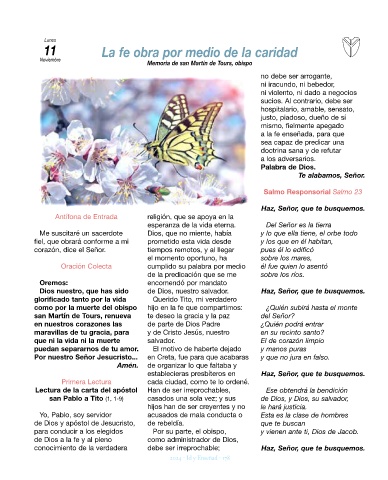 Lunes
11
Noviembre
La fe obra por medio de la caridad
Memoria de san Martín de Tours, obispo
Antífona de Entrada
Me suscitaré un sacerdote
fiel, que obrará conforme a mi
corazón, dice el Señor.
Oración Colecta
Oremos:
Dios nuestro, que has sido
glorificado tanto por la vida
como por la muerte del obispo
san Martín de Tours, renueva
en nuestros corazones las
maravillas de tu gracia, para
que ni la vida ni la muerte
puedan separarnos de tu amor.
Por nuestro Señor Jesucristo...
Amén.
Primera Lectura
Lectura de la carta del apóstol
san Pablo a Tito (1, 1-9)
Yo, Pablo, soy servidor
de Dios y apóstol de Jesucristo,
para conducir a los elegidos
de Dios a la fe y al pleno
conocimiento de la verdadera
religión. que se apoya en la
esperanza de la vida eterna.
Dios, que no miente, había
prometido esta vida desde
tiempos remotos, y al llegar
el momento oportuno, ha
cumplido su palabra por medio
de la predicación que se me
encomendó por mandato
de Dios, nuestro salvador.
Querido Tito, mi verdadero
hijo en la fe que compartimos:
te deseo la gracia y la paz
de parte de Dios Padre
y de Cristo Jesús, nuestro
salvador.
El motivo de haberte dejado
en Creta, fue para que acabaras
de organizar lo que faltaba y
establecieras presbíteros en
cada ciudad, como te lo ordené.
Han de ser irreprochables,
casados una sola vez; y sus
hijos han de ser creyentes y no
acusados de mala conducta o
de rebeldía.
Por su parte, el obispo,
como administrador de Dios,
debe ser irreprochable;
no debe ser arrogante,
ni iracundo, ni bebedor,
ni violento, ni dado a negocios
sucios. Al contrario, debe ser
hospitalario, amable, sensato,
justo, piadoso, dueño de sí
mismo, fielmente apegado
a la fe enseñada, para que
sea capaz de predicar una
doctrina sana y de refutar
a los adversarios.
Palabra de Dios.
Te alabamos, Señor.
Salmo Responsorial Salmo 23
Haz, Señor, que te busquemos.
Del Señor es la tierra
y lo que ella tiene, el orbe todo
y los que en él habitan,
pues él lo edificó
sobre los mares,
él fue quien lo asentó
sobre los ríos.
Haz, Señor, que te busquemos.
¿Quién subirá hasta el monte
del Señor?
¿Quién podrá entrar
en su recinto santo?
El de corazón limpio
y manos puras
y que no jura en falso.
Haz, Señor, que te busquemos.
Ese obtendrá la bendición
de Dios, y Dios, su salvador,
le hará justicia.
Esta es la clase de hombres
que te buscan
y vienen ante ti, Dios de Jacob.
Haz, Señor, que te busquemos.